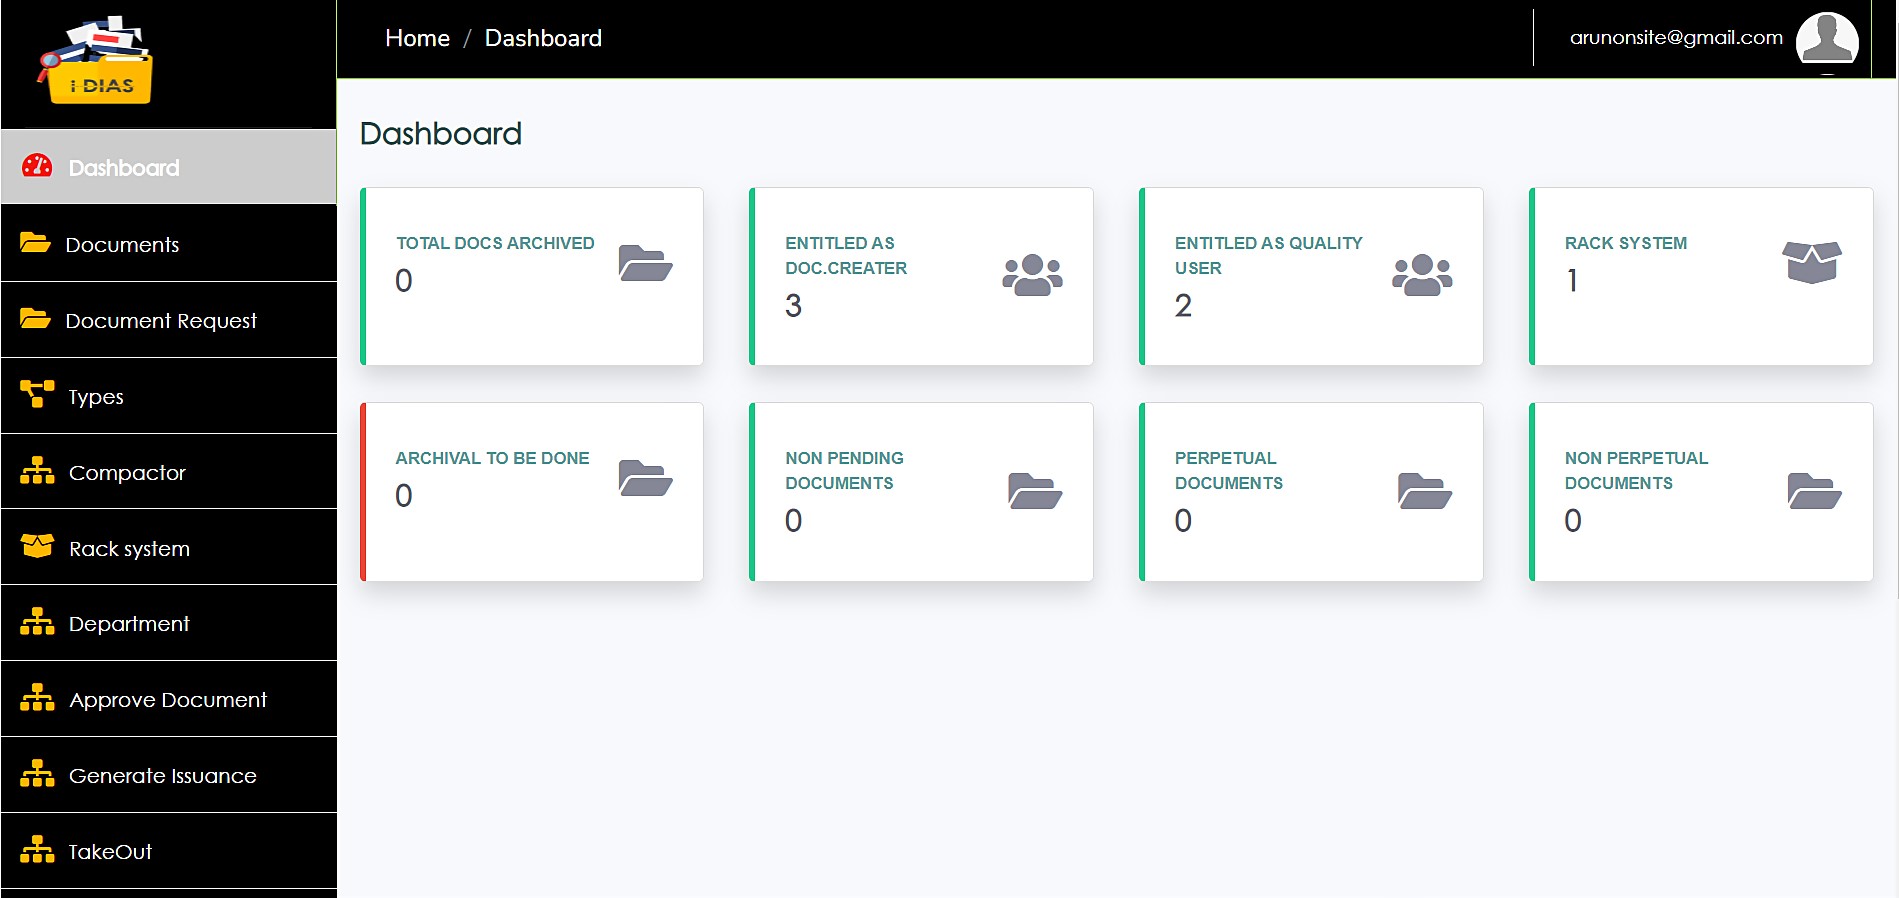 i DIAS
Home / Dashboard
arunonsite@gmail.com
Dashboard
Documents
Document Request
Types
Compactor
Rack system
Department
Approve Document
Generate Issuance
TakeOut
Dashboard
TOTAL DOCS ARCHIVED
0
ENTITLED AS
DOC.CREATER
3
ENTITLED AS QUALITY
USER
2
RACK SYSTEM
1
ARCHIVAL TO BE DONE
0
NON PENDING
DOCUMENTS
0
PERPETUAL
DOCUMENTS
0
NON PERPETUAL
DOCUMENTS
0